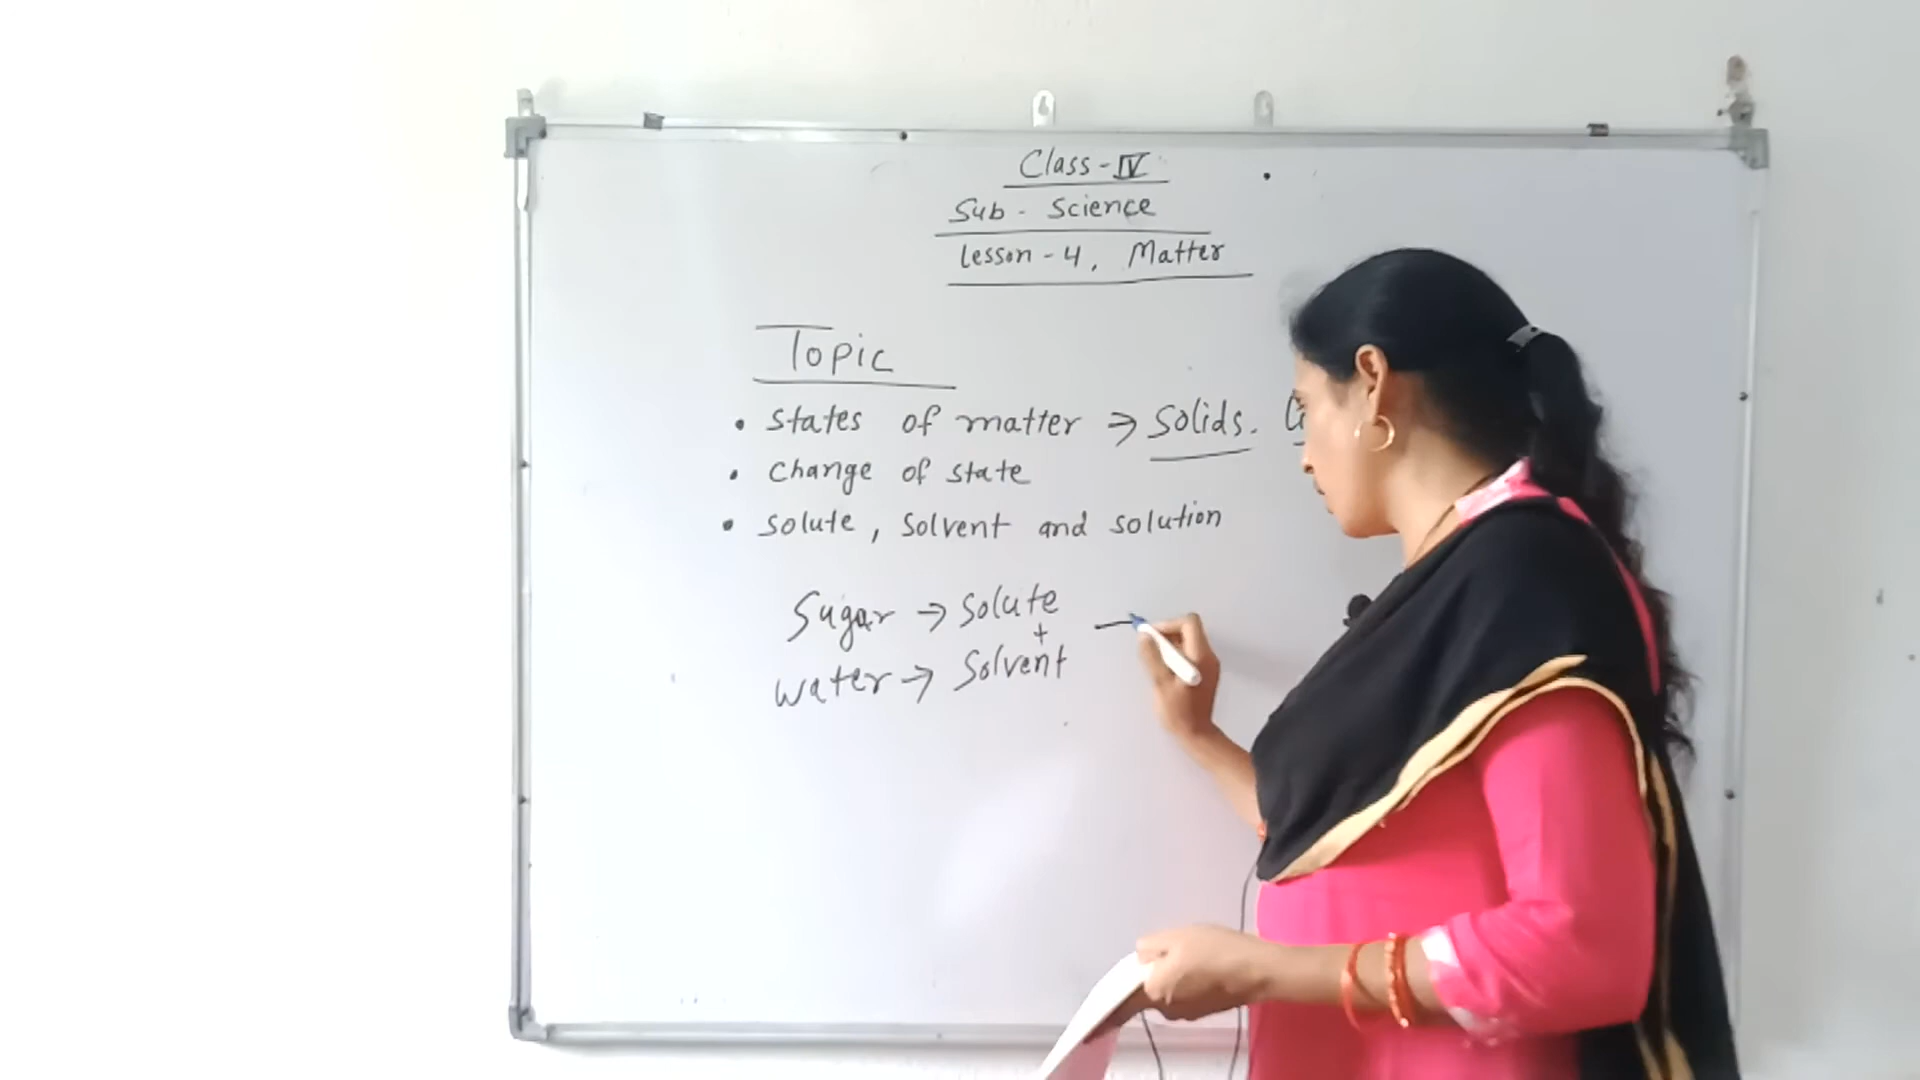 Class - IV
Sub - Science
Lesson - 4, Matter
Topic
• States of matter → Solids.
• Change of state
• Solute, Solvent and solution
Sugar → Solute
+
water → Solvent